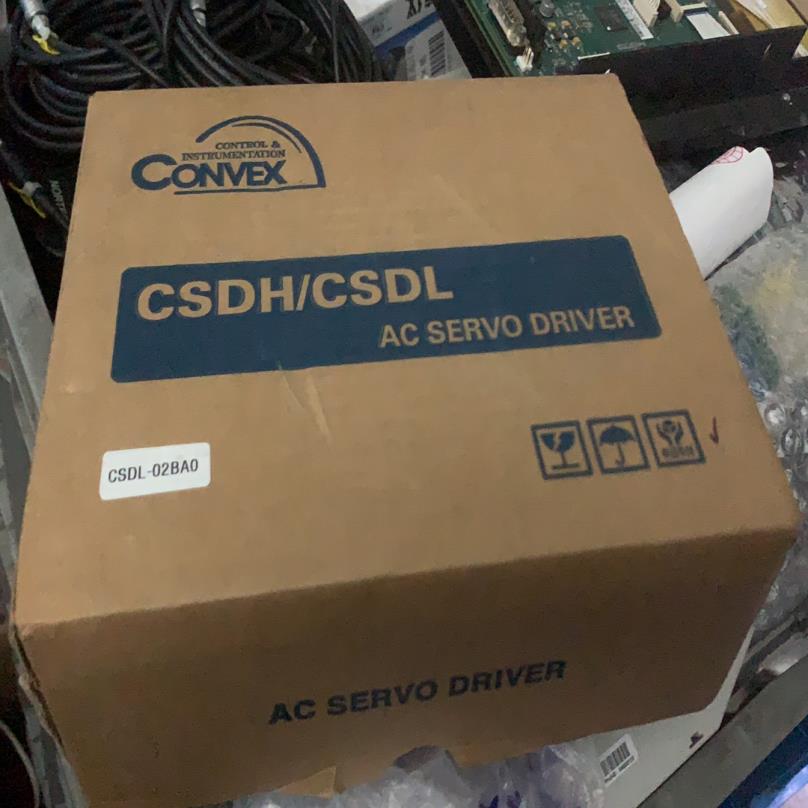 CONTROL &
INSTRUMENTATION
CONVEX
CSDH/CSDL
AC SERVO DRIVER
CSDL-02BA0
AC SERVO DRIVER